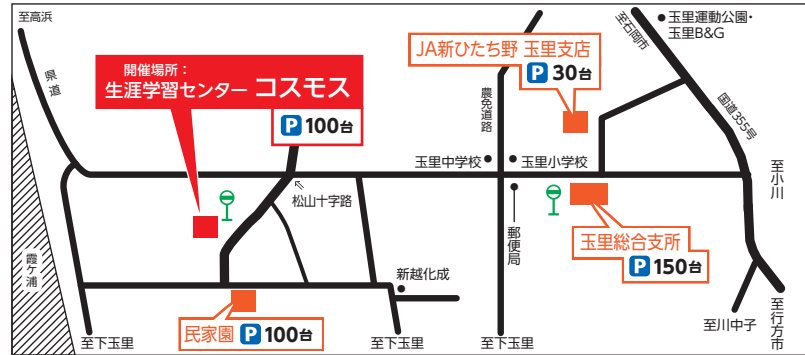 至高浜
県道
開催場所：
生涯学習センター コスモス
P 100台
JA新ひたち野 玉里支店
P 30台
農免道路
至石岡市
玉里運動公園・
玉里B&G
国道355号
玉里中学校
玉里小学校
至小川
松山十字路
郵便局
玉里総合支所
P 150台
霞ケ浦
新越化成
民家園 P 100台
至下玉里
至下玉里
至下玉里
至川中子
至行方市